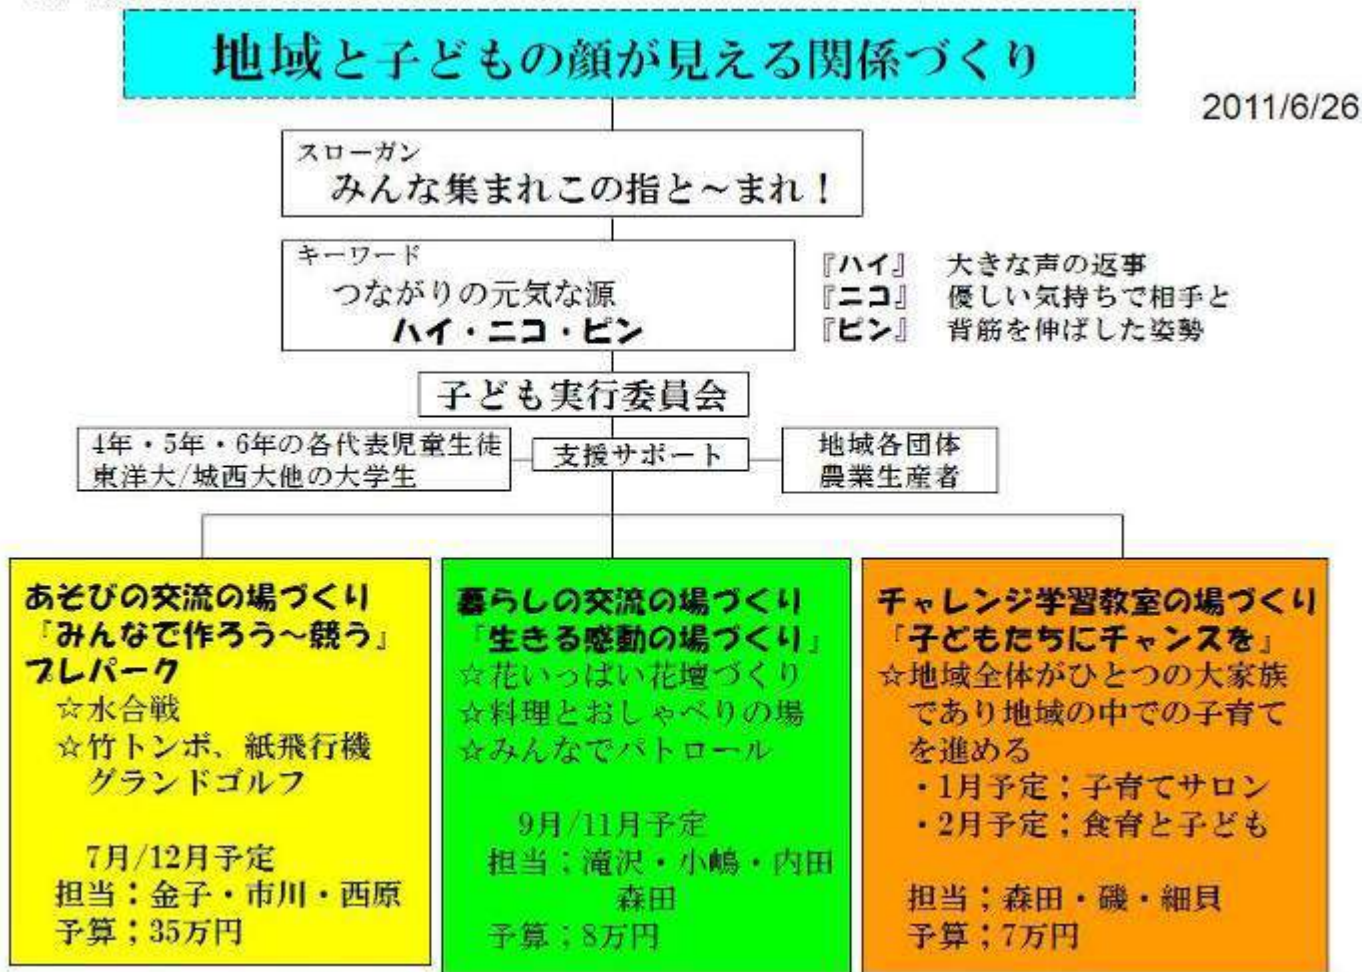 地域と子どもの顔が見える関係づくり
2011/6/26
スローガン
みんな集まれこの指と～まれ！
キーワード
つながりの元気な源
ハイ・ニコ・ピン
『ハイ』 大きな声の返事
『ニコ』 優しい気持ちで相手と
『ピン』 背筋を伸ばした姿勢
子ども実行委員会
4年・5年・6年の各代表児童生徒
東洋大/城西大他の大学生
支援サポート
地域各団体
農業生産者
あそびの交流の場づくり
『みんなで作ろう～競う』
プレパーク
☆水合戦
☆竹トンボ、紙飛行機
グランドゴルフ
7月/12月予定
担当；金子・市川・西原
予算；35万円
暮らしの交流の場づくり
『生きる感動の場づくり』
☆花いっぱい花壇づくり
☆料理とおしゃべりの場
☆みんなでパトロール
9月/11月予定
担当；滝沢・小嶋・内田
森田
予算；8万円
チャレンジ学習教室の場づくり
『子どもたちにチャンスを』
☆地域全体がひとつの大家族
であり地域の中での子育て
を進める
・1月予定；子育てサロン
・2月予定；食育と子ども
担当；森田・磯・細貝
予算；7万円